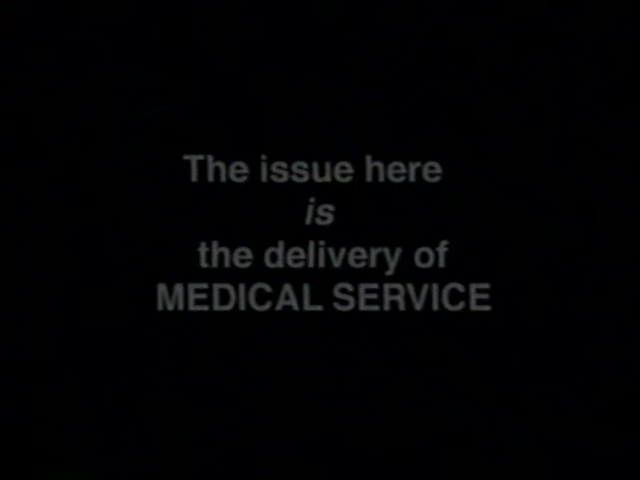 The issue here
is
the delivery of
MEDICAL SERVICE